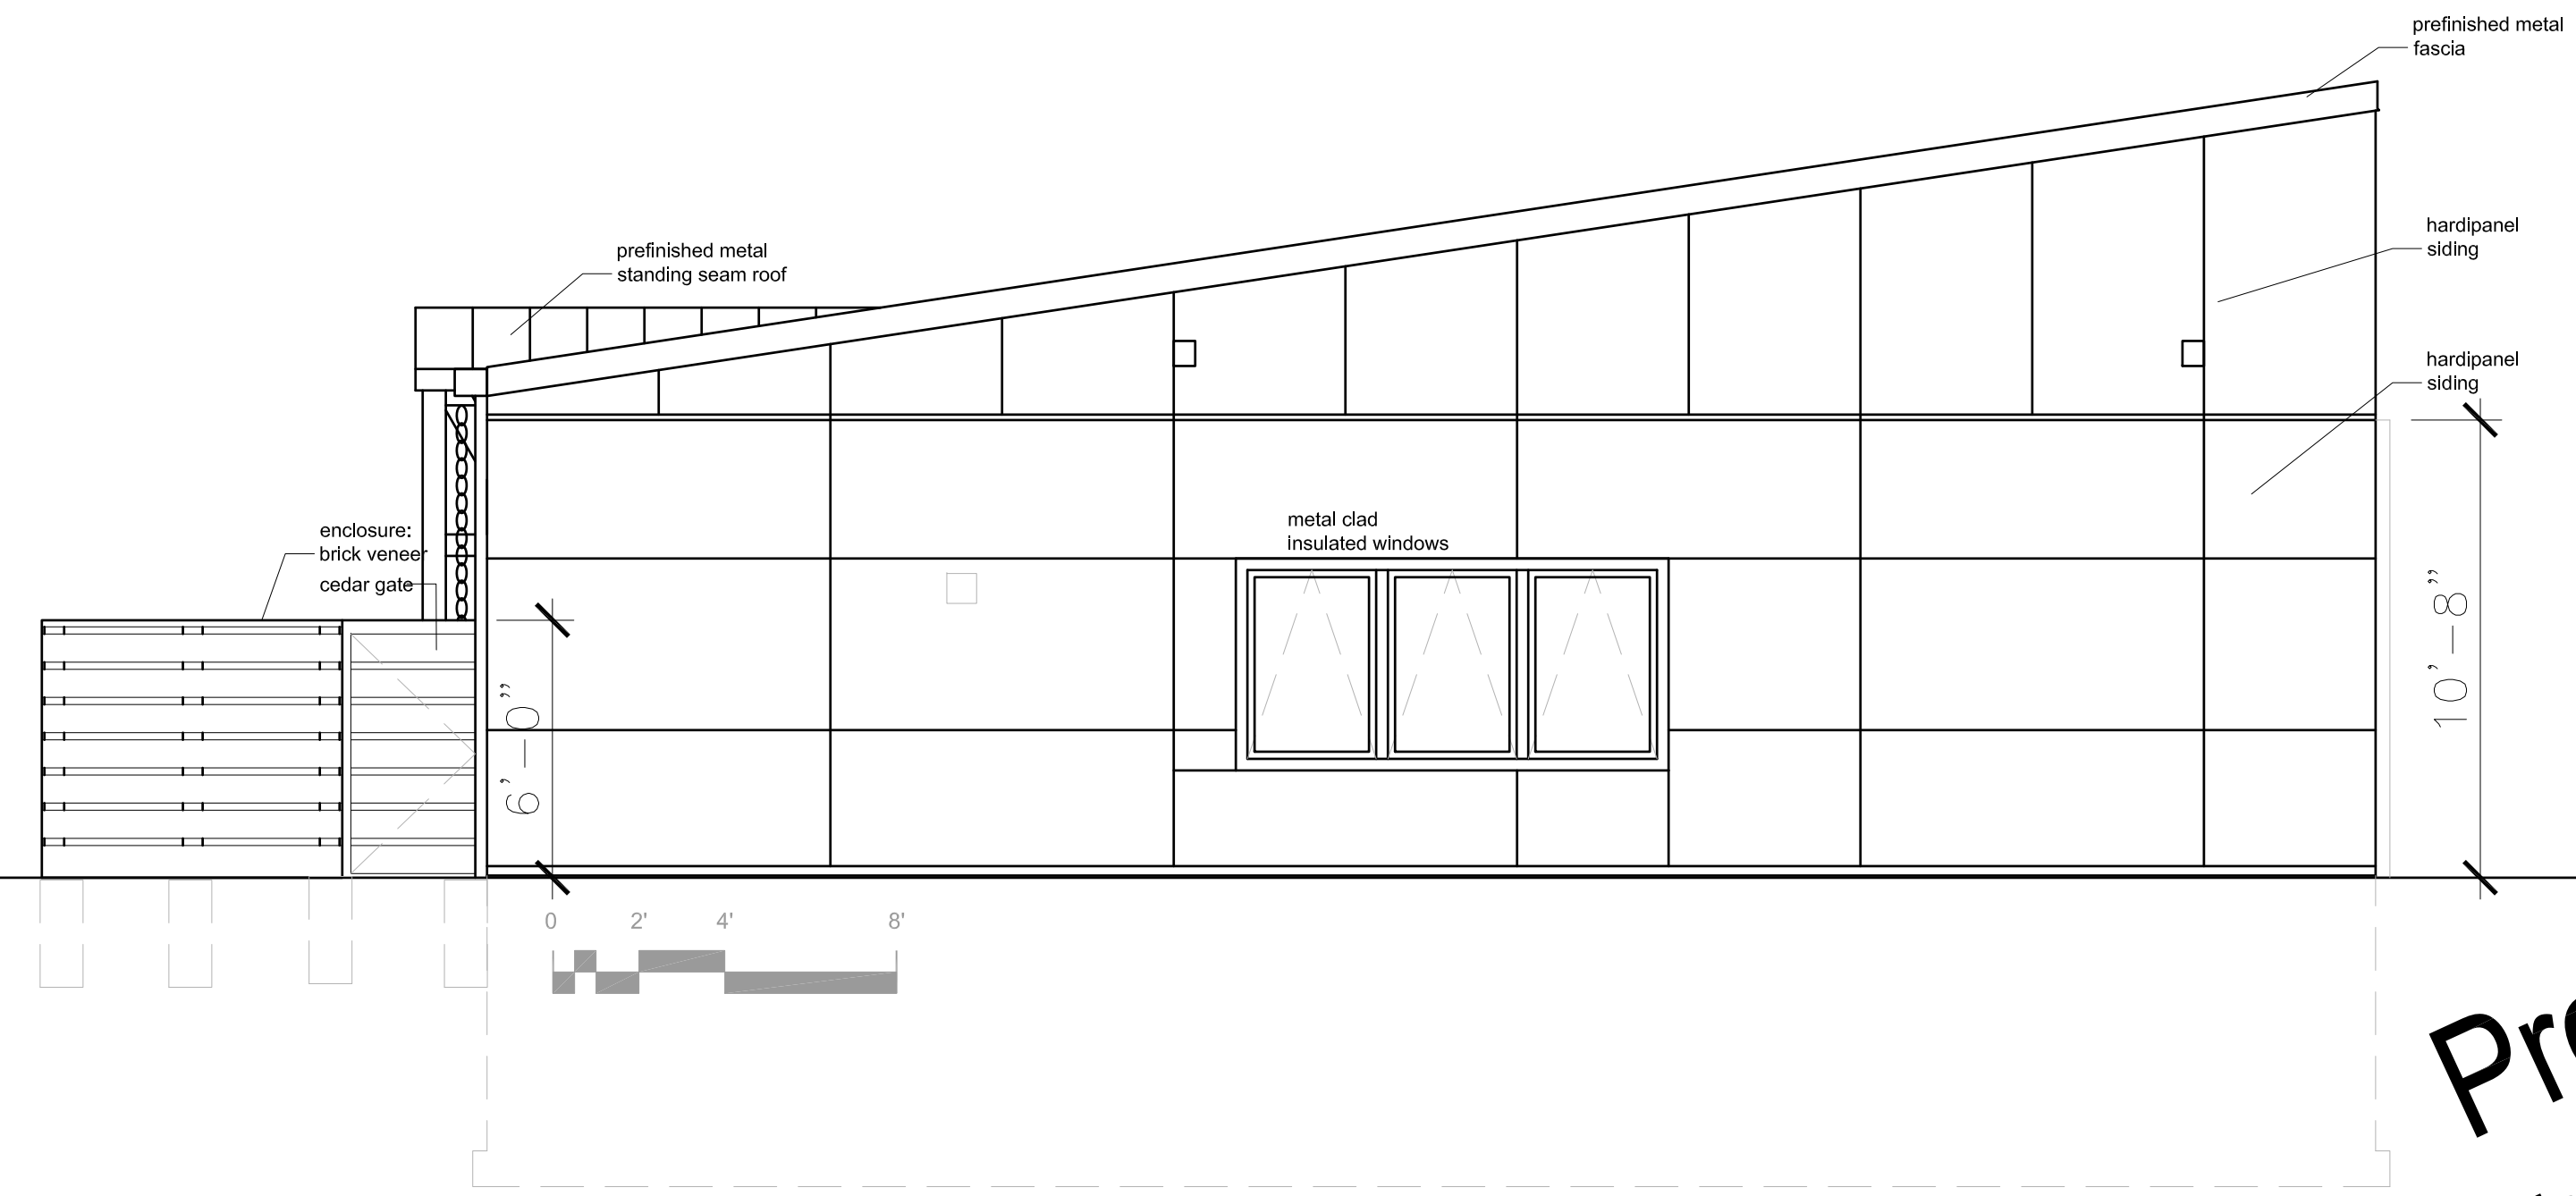 prefinished metal
fascia
hardipanel
siding
prefinished metal
standing seam roof
hardipanel
siding
metal clad
insulated windows
enclosure:
brick veneer
cedar gate
6'-0"
10'-8"
0 2' 4' 8'